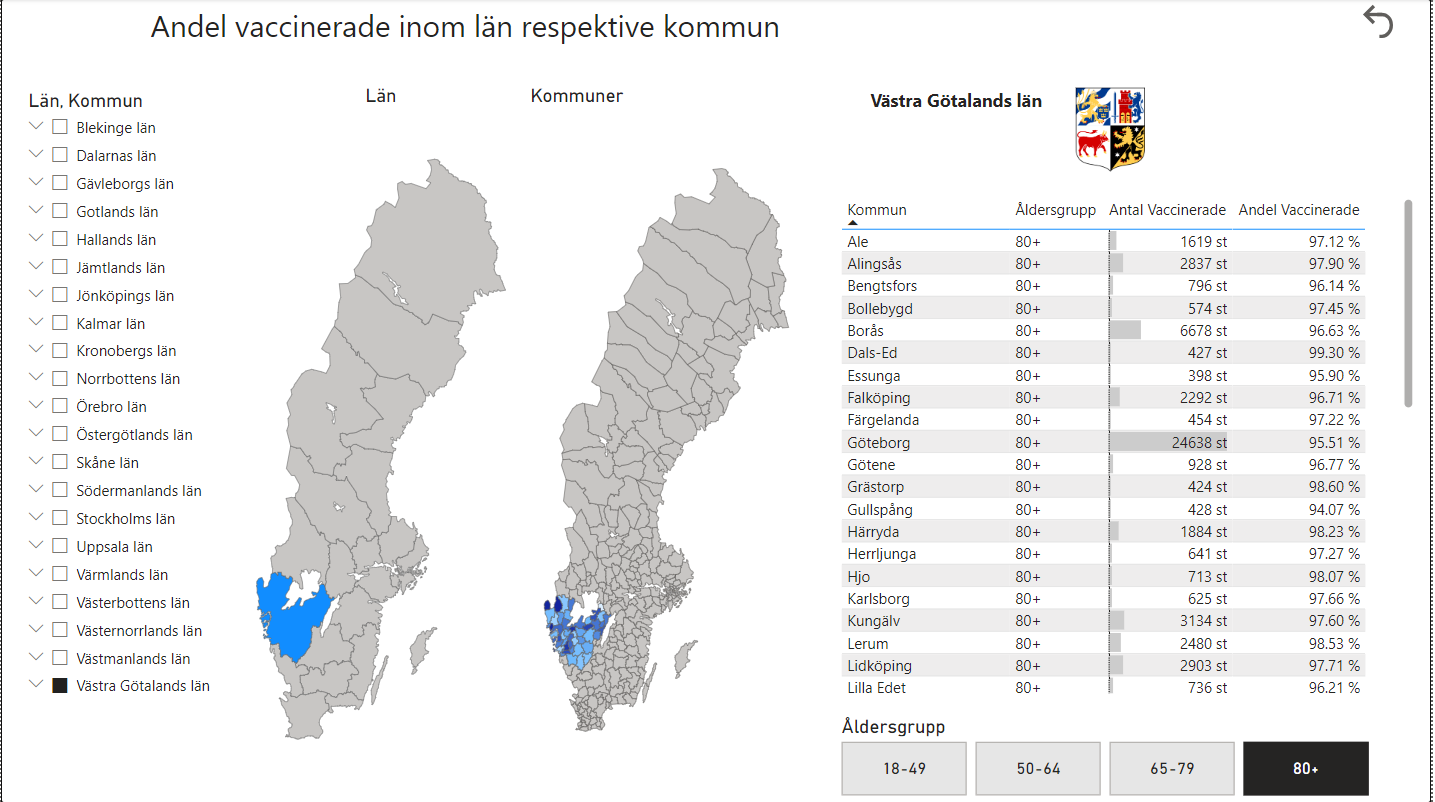 Andel vaccinerade inom län respektive kommun
Län, Kommun
Blekinge län
Dalarnas län
Gävleborgs län
Gotlands län
Hallands län
Jämtlands län
Jönköpings län
Kalmar län
Kronobergs län
Norrbottens län
Örebro län
Östergötlands län
Skåne län
Södermanlands län
Stockholms län
Uppsala län
Värmlands län
Västerbottens län
Västernorrlands län
Västmanlands län
Västra Götalands län
Län
Kommuner
Västra Götalands län
Kommun Åldersgrupp Antal Vaccinerade Andel Vaccinerade
Ale 80+ 1619 st 97.12 %
Alingsås 80+ 2837 st 97.90 %
Bengtsfors 80+ 796 st 96.14 %
Bollebygd 80+ 574 st 97.45 %
Borås 80+ 6678 st 96.63 %
Dals-Ed 80+ 427 st 99.30 %
Essunga 80+ 398 st 95.90 %
Falköping 80+ 2292 st 96.71 %
Färgelanda 80+ 454 st 97.22 %
Göteborg 80+ 24638 st 95.51 %
Götene 80+ 928 st 96.77 %
Grästorp 80+ 424 st 98.60 %
Gullspång 80+ 428 st 94.07 %
Härryda 80+ 1884 st 98.23 %
Herrljunga 80+ 641 st 97.27 %
Hjo 80+ 713 st 98.07 %
Karlsborg 80+ 625 st 97.66 %
Kungälv 80+ 3134 st 97.60 %
Lerum 80+ 2480 st 98.53 %
Lidköping 80+ 2903 st 97.71 %
Lilla Edet 80+ 736 st 96.21 %
Åldersgrupp
18-49 50-64 65-79 80+